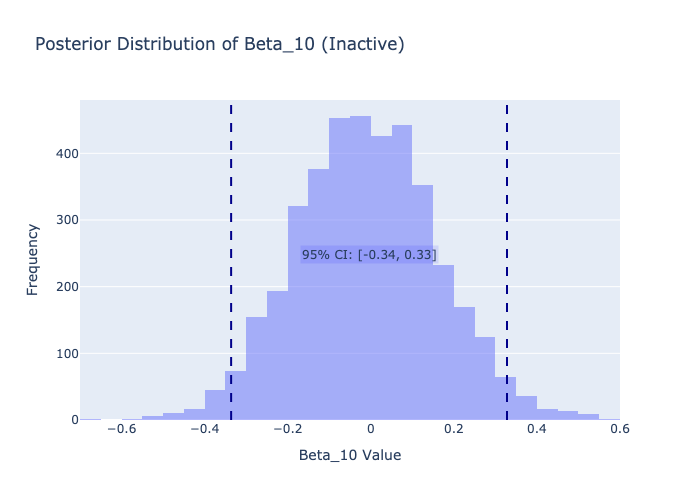 Posterior Distribution of Beta_10 (Inactive)
400
300
200
100
0
Frequency
95% CI: [-0.34, 0.33]
−0.6 −0.4 −0.2 0 0.2 0.4 0.6
Beta_10 Value